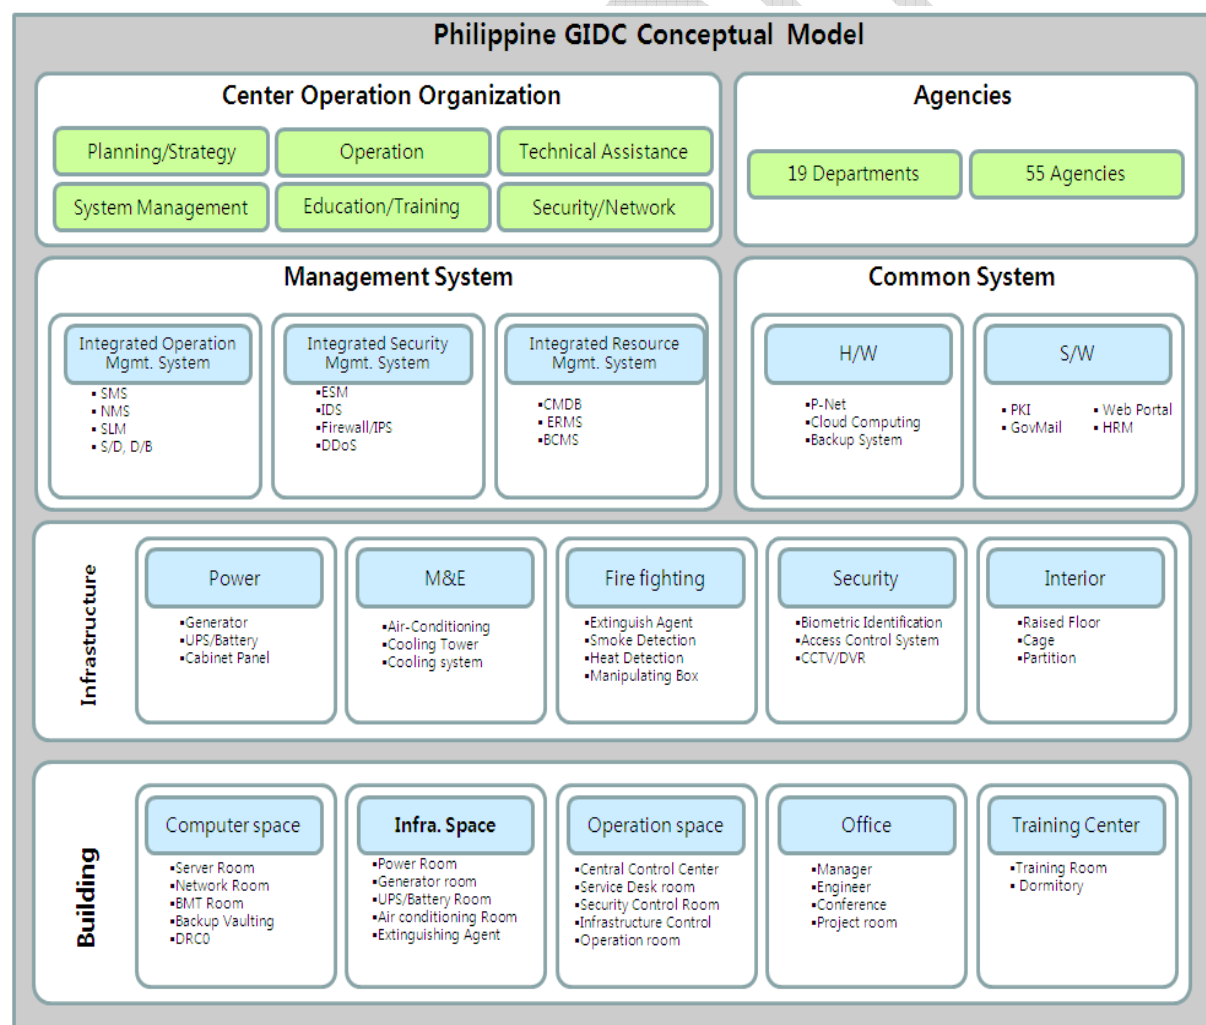 Philippine GIDC Conceptual Model
Center Operation Organization
Planning/Strategy
Operation
Technical Assistance
System Management
Education/Training
Security/Network
Agencies
19 Departments
55 Agencies
Management System
Integrated Operation
Mgmt. System
▪ SMS
▪ NMS
▪ SLM
▪ S/D, D/B
Integrated Security
Mgmt. System
▪ESM
▪IDS
▪Firewall/IPS
▪DDoS
Integrated Resource
Mgmt. System
▪CMDB
▪ ERMS
▪BCMS
Common System
H/W
▪P-Net
▪Cloud Computing
▪Backup System
S/W
▪ PKI
▪ GovMail
▪ Web Portal
▪ HRM
Infrastructure
Power
▪Generator
▪UPS/Battery
▪Cabinet Panel
M&E
▪Air-Conditioning
▪Cooling Tower
▪Cooling system
Fire fighting
▪Extinguish Agent
▪Smoke Detection
▪Heat Detection
▪Manipulating Box
Security
▪Biometric Identification
▪Access Control System
▪CCTV/DVR
Interior
▪Raised Floor
▪Cage
▪Partition
Building
Computer space
▪Server Room
▪Network Room
▪BMT Room
▪Backup Vaulting
▪DRC0
Infra. Space
▪Power Room
▪Generator room
▪UPS/Battery Room
▪Air conditioning Room
▪Extinguishing Agent
Operation space
▪Central Control Center
▪Service Desk room
▪Security Control Room
▪Infrastructure Control
▪Operation room
Office
▪Manager
▪Engineer
▪Conference
▪Project room
Training Center
▪Training Room
▪ Dormitory